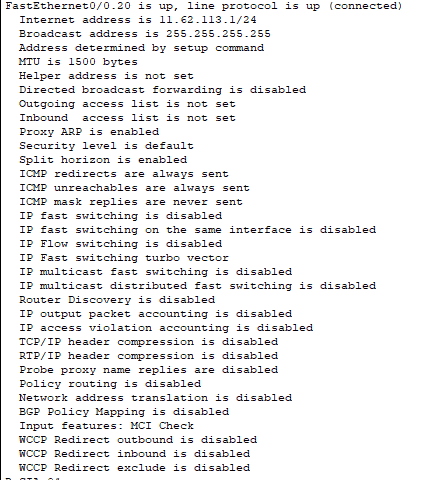 FastEthernet0/0.20 is up, line protocol is up (connected)
Internet address is 11.62.113.1/24
Broadcast address is 255.255.255.255
Address determined by setup command
MTU is 1500 bytes
Helper address is not set
Directed broadcast forwarding is disabled
Outgoing access list is not set
Inbound  access list is not set
Proxy ARP is enabled
Security level is default
Split horizon is enabled
ICMP redirects are always sent
ICMP unreachables are always sent
ICMP mask replies are never sent
IP fast switching is disabled
IP fast switching on the same interface is disabled
IP Flow switching is disabled
IP Fast switching turbo vector
IP multicast fast switching is disabled
IP multicast distributed fast switching is disabled
Router Discovery is disabled
IP output packet accounting is disabled
IP access violation accounting is disabled
TCP/IP header compression is disabled
RTP/IP header compression is disabled
Probe proxy name replies are disabled
Policy routing is disabled
Network address translation is disabled
BGP Policy Mapping is disabled
Input features: MCI Check
WCCP Redirect outbound is disabled
WCCP Redirect inbound is disabled
WCCP Redirect exclude is disabled